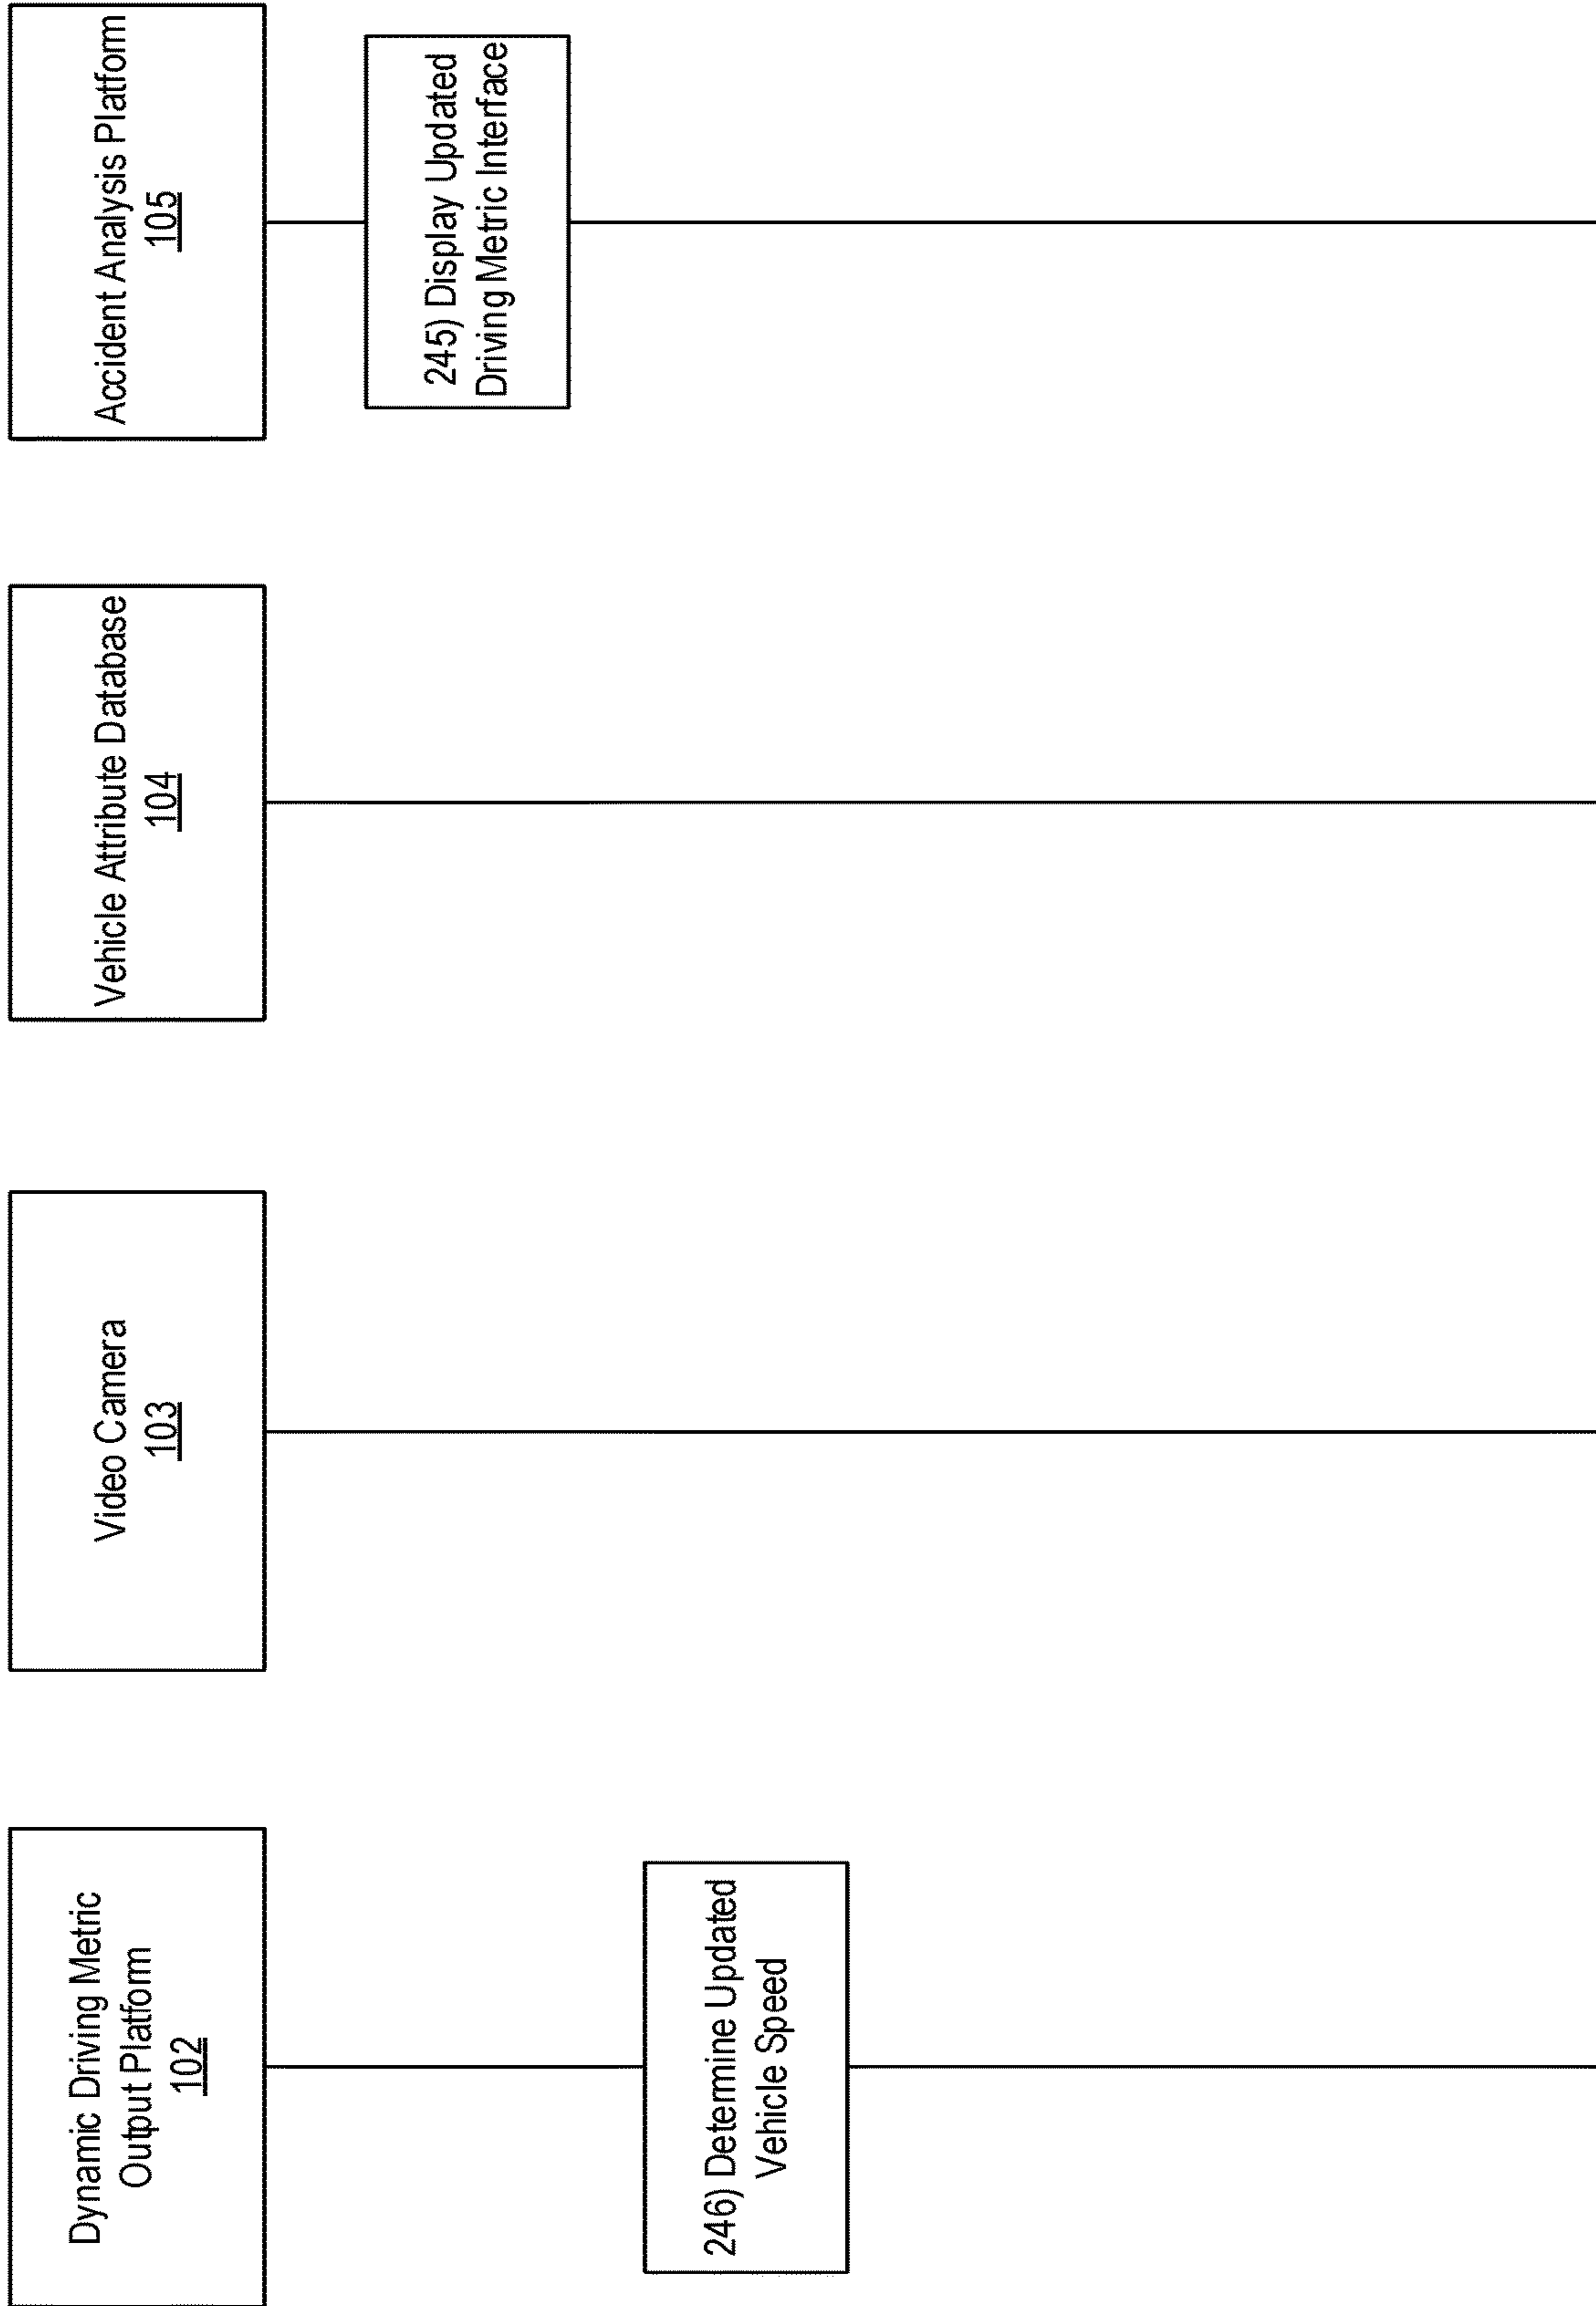 Dynamic Driving Metric
Output Platform
102
Video Camera
103
Vehicle Attribute Database
104
Accident Analysis Platform
105
245) Display Updated
Driving Metric Interface
246) Determine Updated
Vehicle Speed